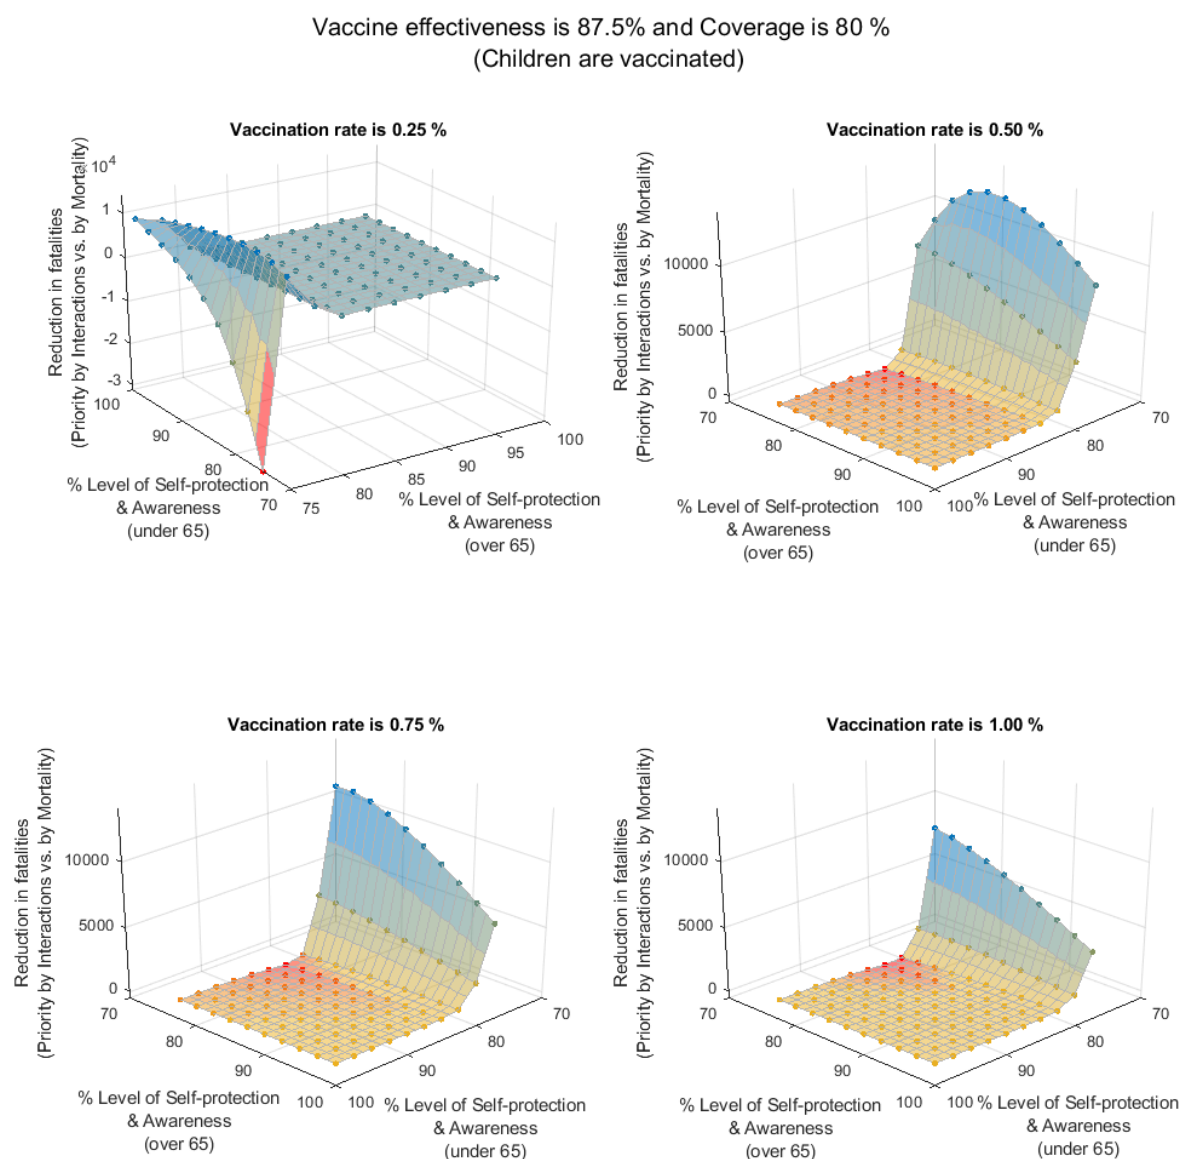 Vaccine effectiveness is 87.5% and Coverage is 80 %
(Children are vaccinated)
Vaccination rate is 0.25 %
Reduction in fatalities
(Priority by Interactions vs. by Mortality)
10^4
1
0
-1
-2
-3
100
90
80
70
75
80
85
90
95
100
% Level of Self-protection
& Awareness
(under 65)
% Level of Self-protection
& Awareness
(over 65)
Vaccination rate is 0.50 %
Reduction in fatalities
(Priority by Interactions vs. by Mortality)
10000
5000
0
70
80
90
100
100
90
80
70
% Level of Self-protection
& Awareness
(over 65)
% Level of Self-protection
& Awareness
(under 65)
Vaccination rate is 0.75 %
Reduction in fatalities
(Priority by Interactions vs. by Mortality)
10000
5000
0
70
80
90
100
100
90
80
70
% Level of Self-protection
& Awareness
(over 65)
% Level of Self-protection
& Awareness
(under 65)
Vaccination rate is 1.00 %
Reduction in fatalities
(Priority by Interactions vs. by Mortality)
10000
5000
0
70
80
90
100
100
90
80
70
% Level of Self-protection
& Awareness
(over 65)
% Level of Self-protection
& Awareness
(under 65)